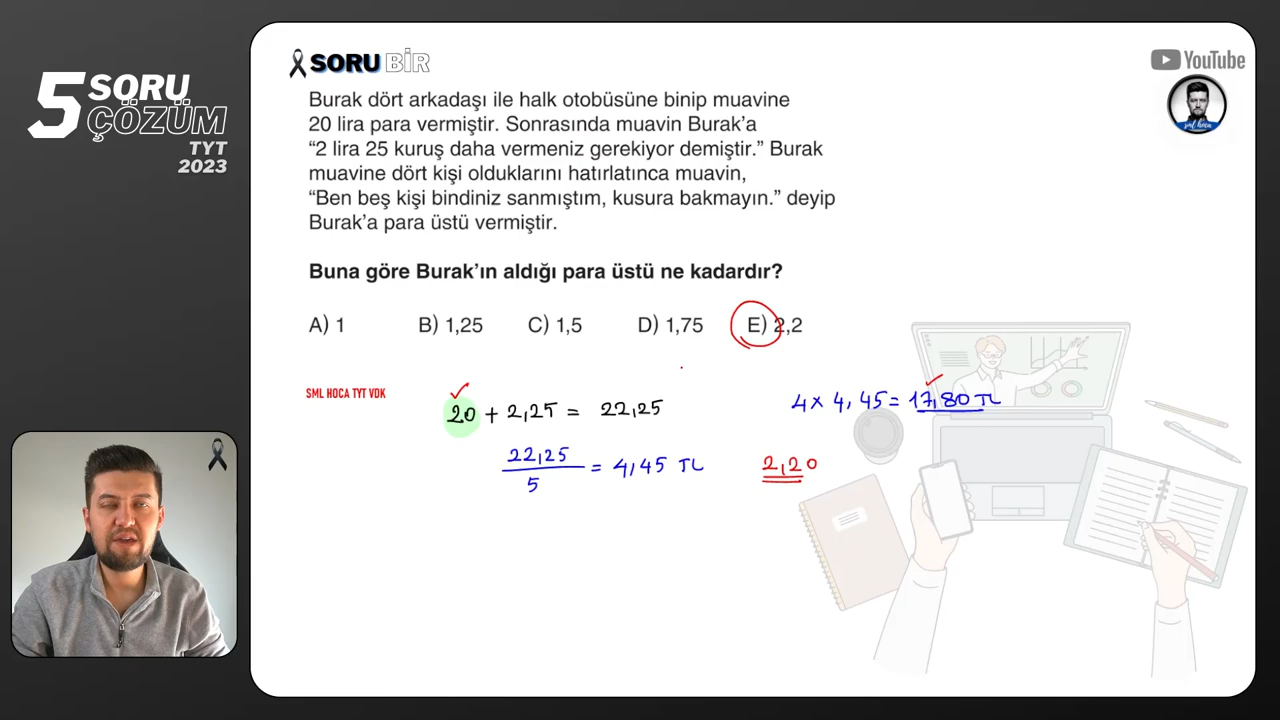 5 SORU
ÇÖZÜM
TYT
2023
SORU BİR
YouTube
sml hoca
Burak dört arkadaşı ile halk otobüsüne binip muavine
20 lira para vermiştir. Sonrasında muavin Burak’a
“2 lira 25 kuruş daha vermeniz gerekiyor demiştir.” Burak
muavine dört kişi olduklarını hatırlatınca muavin,
“Ben beş kişi bindiniz sanmıştım, kusura bakmayın.” deyip
Burak’a para üstü vermiştir.
Buna göre Burak’ın aldığı para üstü ne kadardır?
A) 1 B) 1,25 C) 1,5 D) 1,75 E) 2,2
SML HOCA TYT VDK
20 + 2,25 = 22,25
4 x 4,45 = 17,80 TL
22,25 / 5 = 4,45 TL
2,20